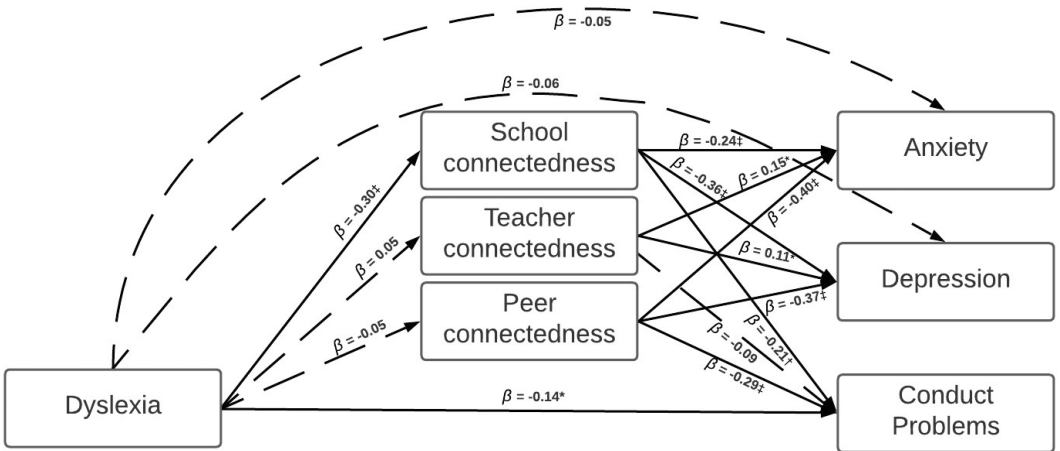 β = -0.05
β = -0.06
School
connectedness
β = -0.24‡
Anxiety
β = -0.36‡
β = 0.15*
β = -0.40‡
β = -0.30‡
Teacher
connectedness
β = 0.05
β = 0.11*
Depression
Peer
connectedness
β = -0.37‡
β = -0.05
β = -0.21†
β = -0.09
β = -0.29‡
Dyslexia
β = -0.14*
Conduct
Problems